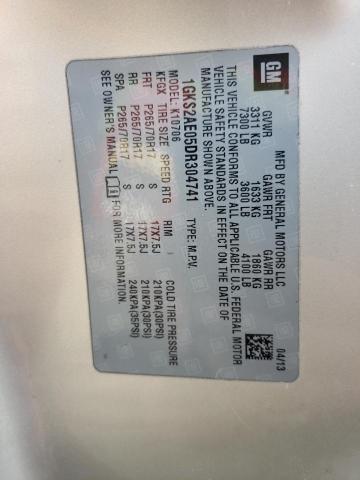 GM
MFD BY GENERAL MOTORS LLC 04/13
GVWR GAWR FRT GAWR RR
3311 KG 1633 KG 1860 KG
7300 LB 3600 LB 4100 LB
THIS VEHICLE CONFORMS TO ALL APPLICABLE U.S. FEDERAL MOTOR
VEHICLE SAFETY STANDARDS IN EFFECT ON THE DATE OF
MANUFACTURE SHOWN ABOVE.
1GKS2AE05DR304741 TYPE: M.P.V.
MODEL: K10706
KFGX TIRE SIZE SPEED RTG RIM COLD TIRE PRESSURE
FRT P265/70R17 S 17X7.5J 210KPA(30PSI)
RR P265/70R17 S 17X7.5J 210KPA(30PSI)
SPA P265/70R17 S 17X7.5J 240KPA(35PSI)
SEE OWNER'S MANUAL FOR MORE INFORMATION.